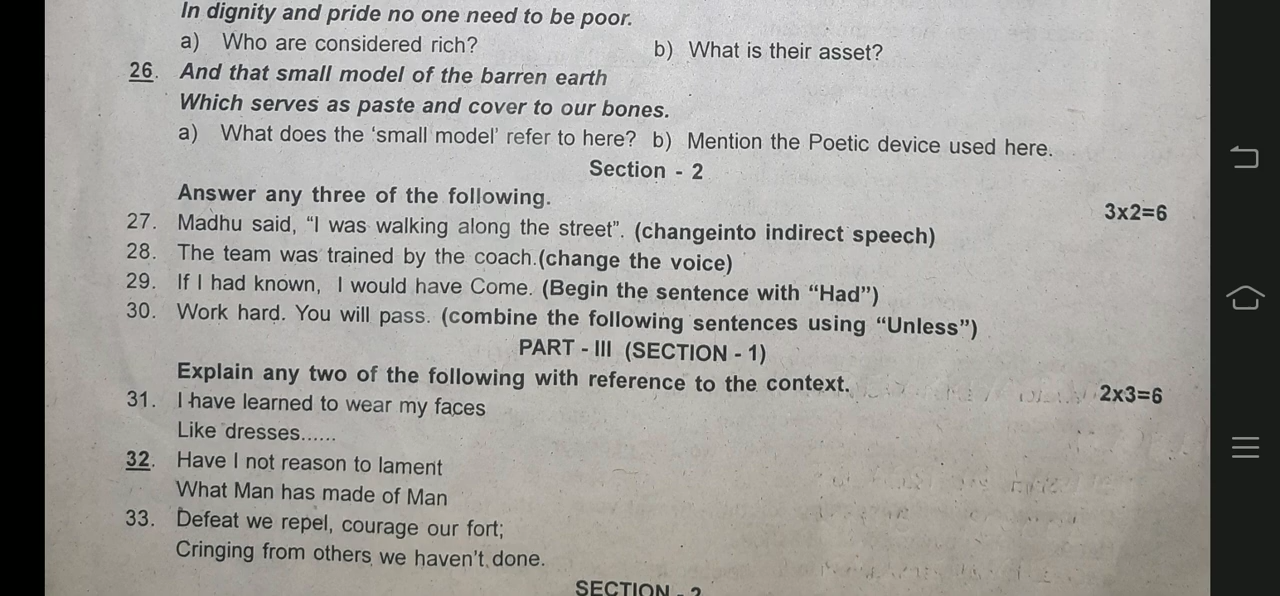 In dignity and pride no one need to be poor.
a) Who are considered rich? b) What is their asset?
26. And that small model of the barren earth
Which serves as paste and cover to our bones.
a) What does the ‘small model’ refer to here? b) Mention the Poetic device used here.
Section - 2
Answer any three of the following. 3x2=6
27. Madhu said, “I was walking along the street”. (changeinto indirect speech)
28. The team was trained by the coach.(change the voice)
29. If I had known, I would have Come. (Begin the sentence with “Had”)
30. Work hard. You will pass. (combine the following sentences using “Unless”)
PART - III (SECTION - 1)
Explain any two of the following with reference to the context. 2x3=6
31. I have learned to wear my faces
Like dresses......
32. Have I not reason to lament
What Man has made of Man
33. Defeat we repel, courage our fort;
Cringing from others we haven't done.
SECTION - 2